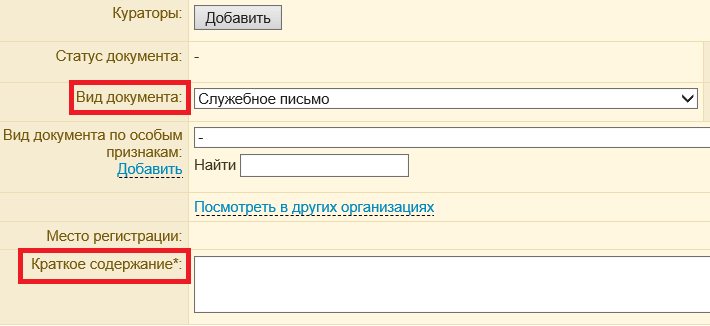 Кураторы: Добавить
Статус документа: -
Вид документа: Служебное письмо
Вид документа по особым -
признакам:
Добавить Найти
Посмотреть в других организациях
Место регистрации:
Краткое содержание*: